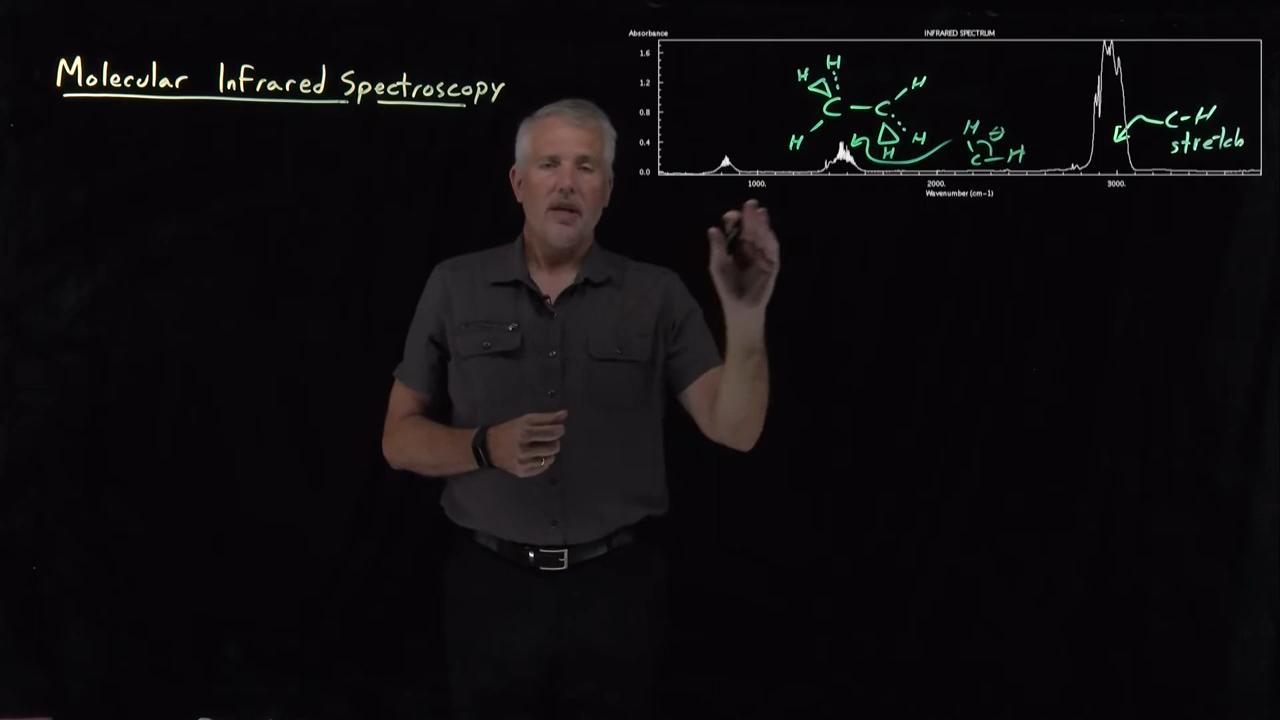 Molecular Infrared Spectroscopy
Absorbance
INFRARED SPECTRUM
1.6
1.2
0.8
0.4
0.0
1000.
2000.
3000.
Wavenumber (cm-1)
H
H
H
C-C
H
H
H
H
θ
C-H
C-H
stretch